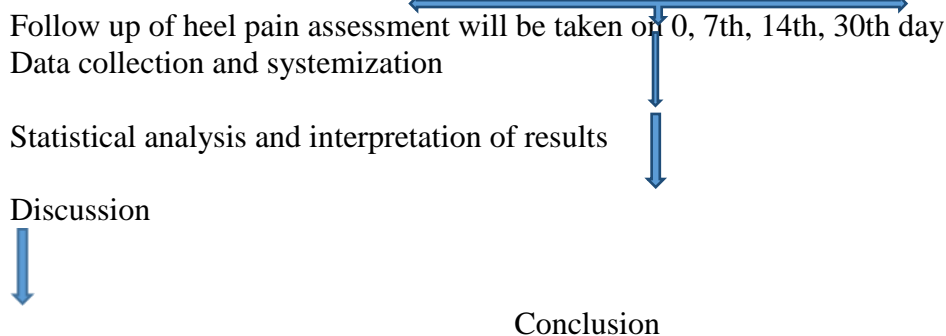 Follow up of heel pain assessment will be taken on 0, 7th, 14th, 30th day
Data collection and systemization
Statistical analysis and interpretation of results
Discussion
Conclusion